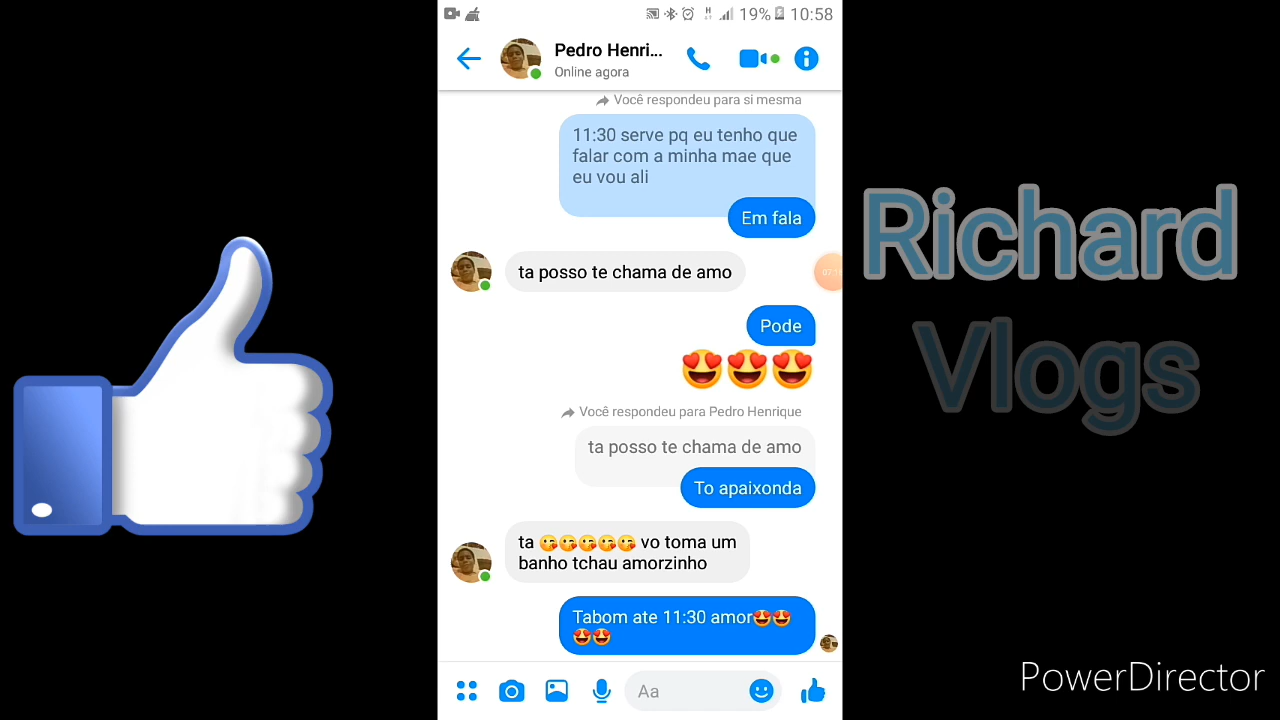 19% 10:58
Pedro Henri...
Online agora
Você respondeu para si mesma
11:30 serve pq eu tenho que
falar com a minha mae que
eu vou ali
Em fala
ta posso te chama de amo
Pode
😍😍😍
Você respondeu para Pedro Henrique
ta posso te chama de amo
To apaixonda
ta 😘😘😘😘😘 vo toma um
banho tchau amorzinho
Tabom ate 11:30 amor😍😍
😍😍
Aa
Richard
Vlogs
PowerDirector